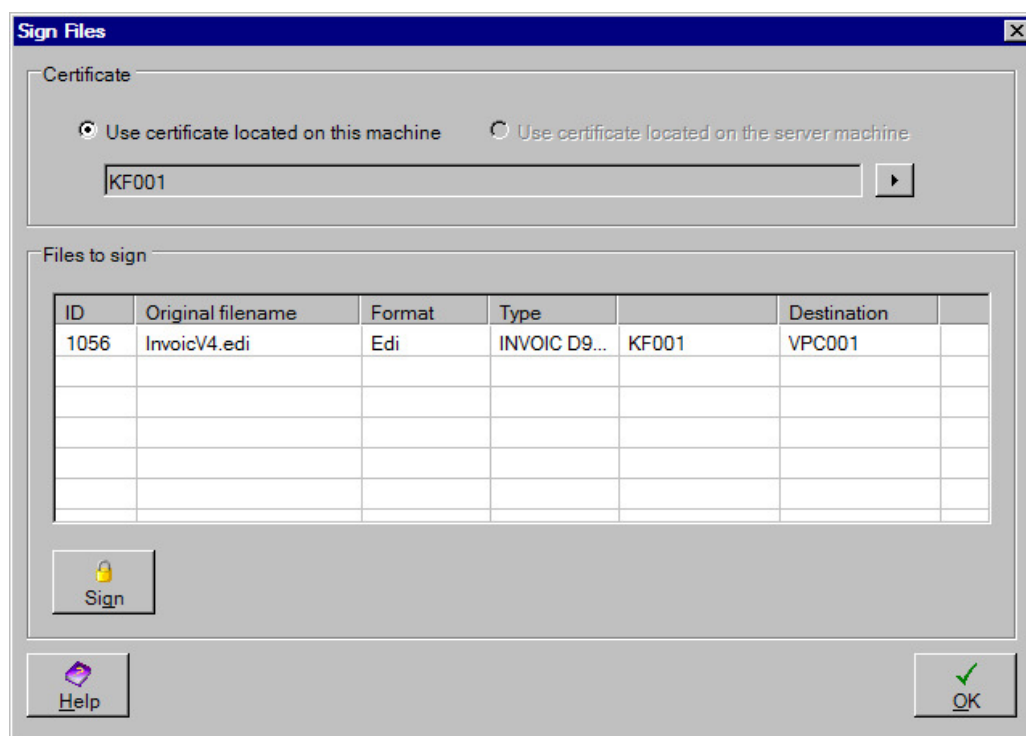 Sign Files
Certificate
Use certificate located on this machine Use certificate located on the server machine
KF001
Files to sign
ID Original filename Format Type Destination
1056 InvoicV4.edi Edi INVOIC D9... KF001 VPC001
Sign
Help OK